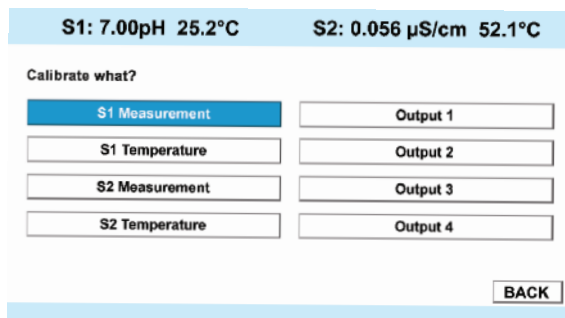 S1: 7.00pH 25.2°C S2: 0.056 µS/cm 52.1°C
Calibrate what?
S1 Measurement Output 1
S1 Temperature Output 2
S2 Measurement Output 3
S2 Temperature Output 4
BACK